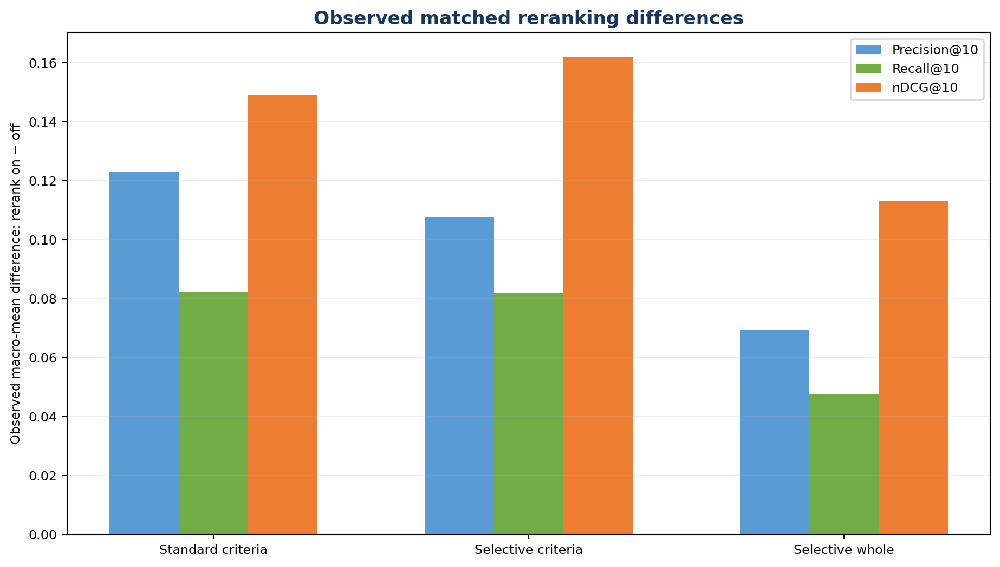 Observed matched reranking differences
Observed macro-mean difference: rerank on − off
0.16
0.14
0.12
0.10
0.08
0.06
0.04
0.02
0.00
Precision@10
Recall@10
nDCG@10
Standard criteria
Selective criteria
Selective whole